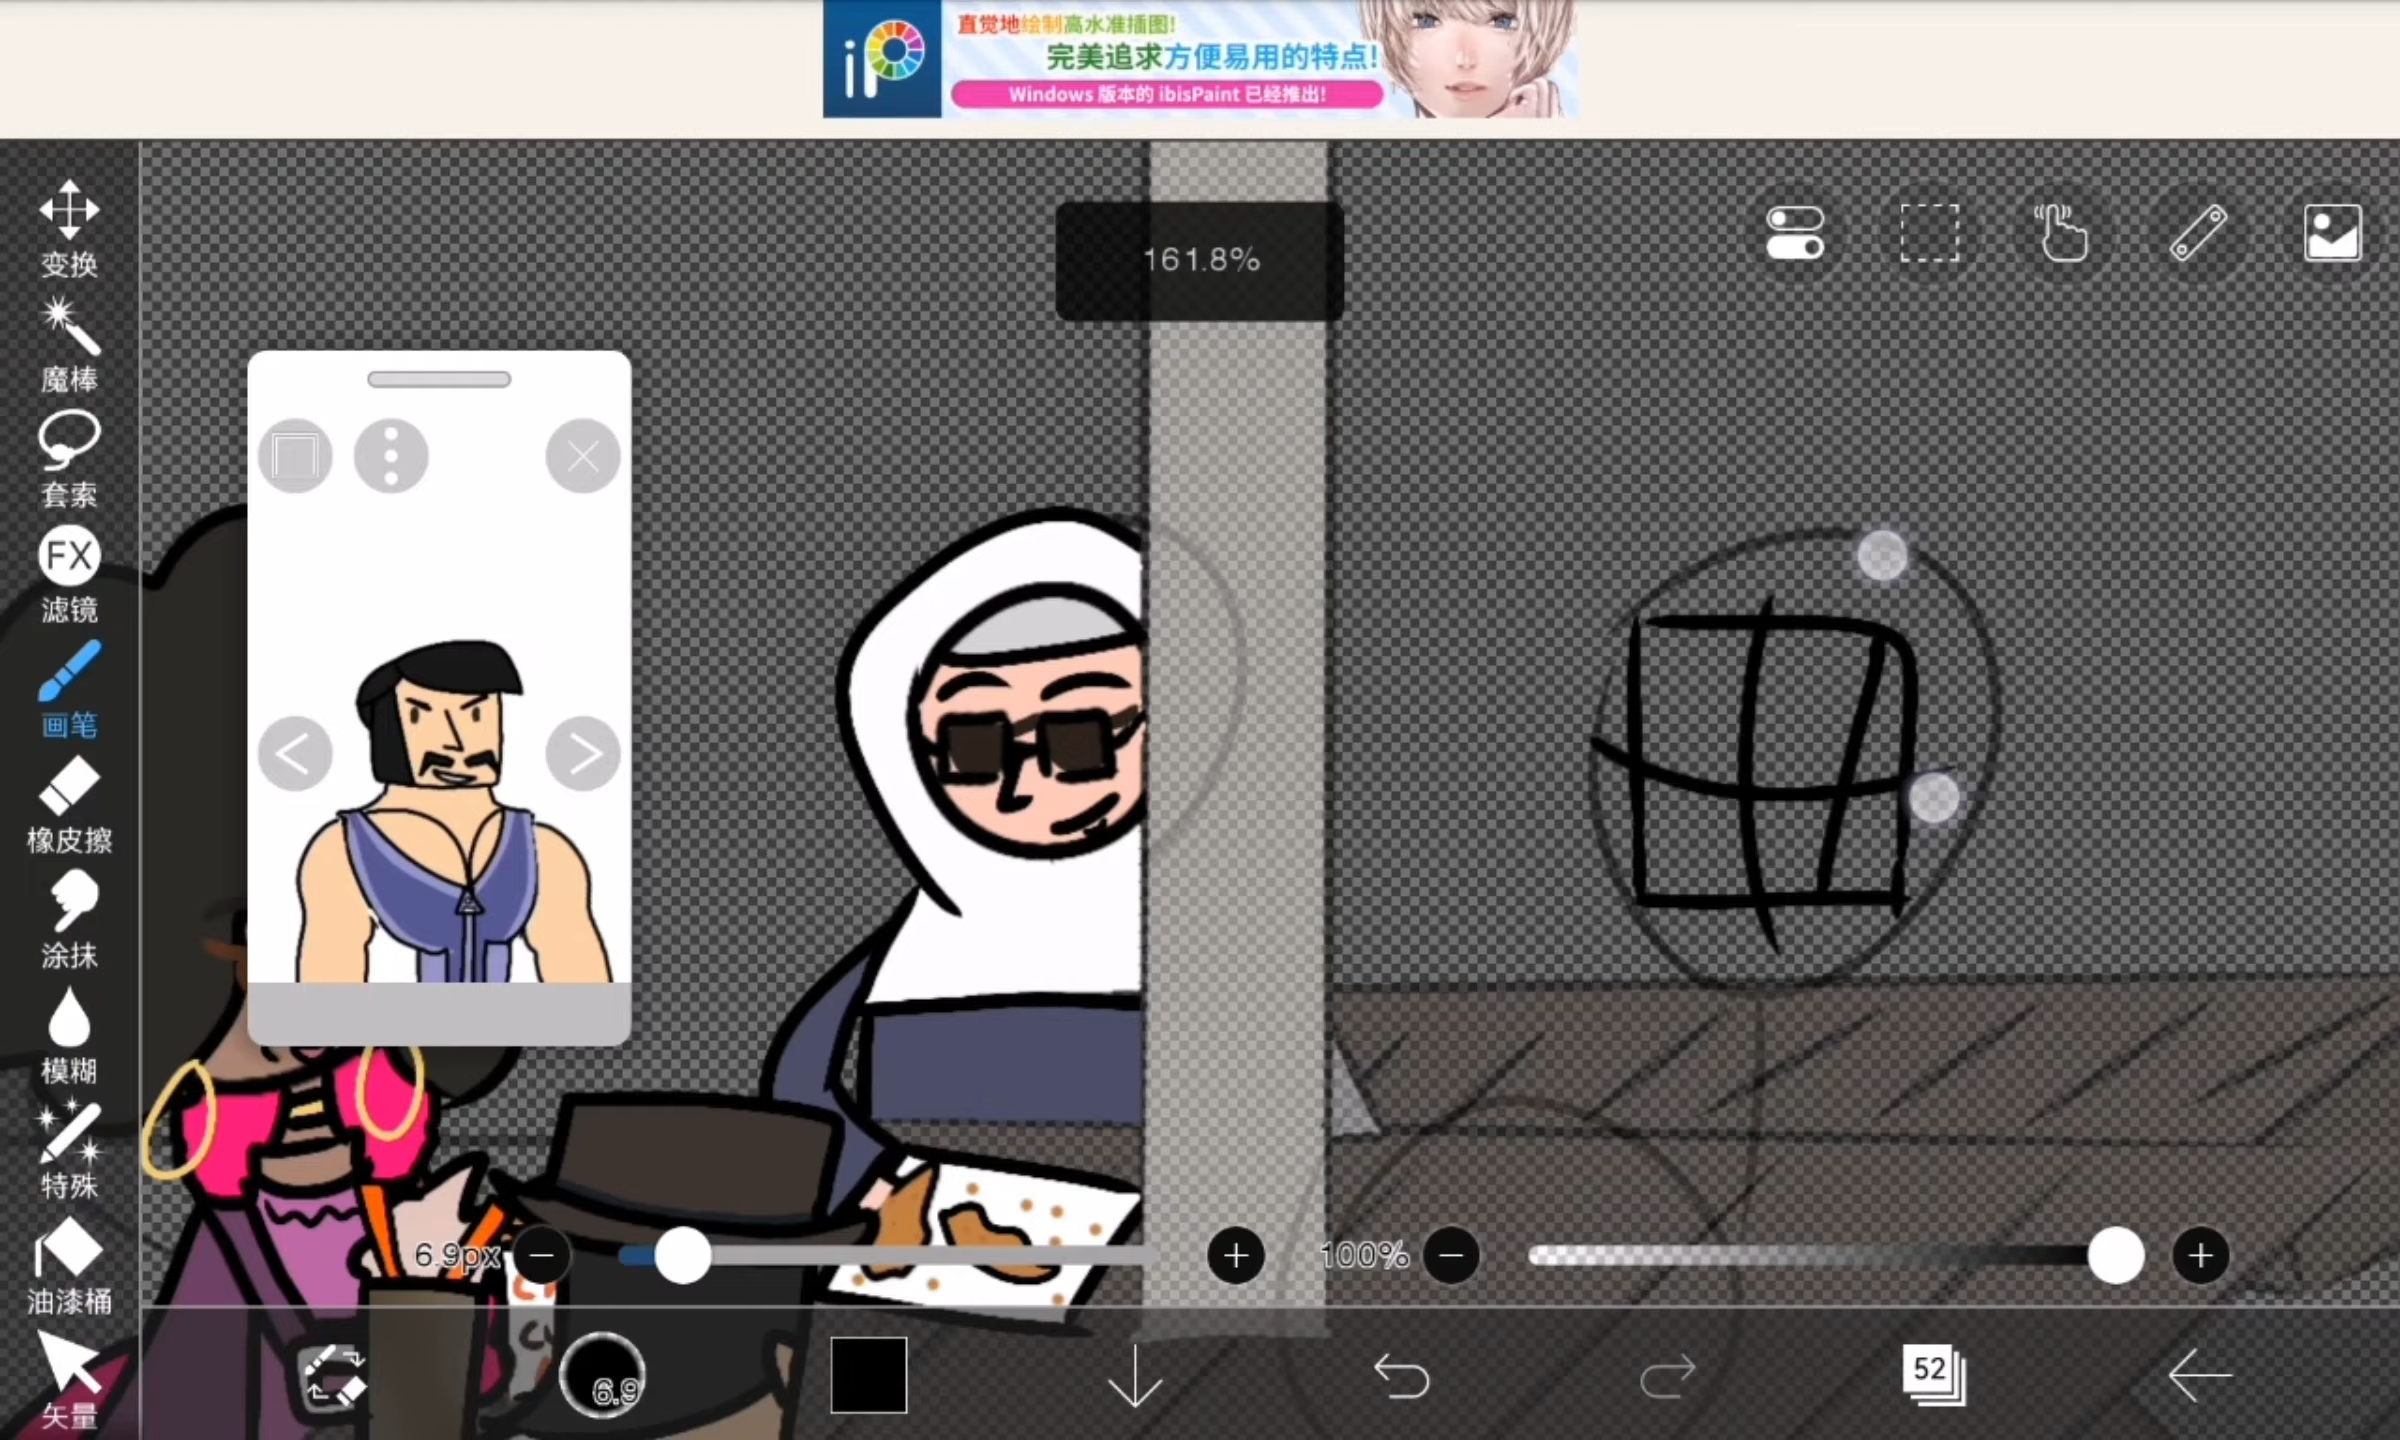 iP
直觉地绘制高水准插图!
完美追求方便易用的特点!
Windows 版本的 ibisPaint 已经推出!
161.8%
变换
魔棒
套索
FX
滤镜
画笔
橡皮擦
涂抹
模糊
特殊
油漆桶
矢量
6.9px
100%
6.9
52